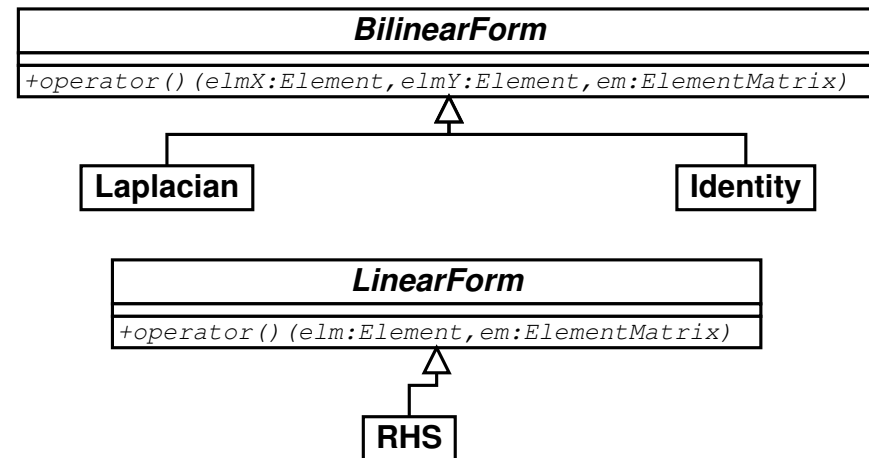 BilinearForm
+operator()(elmX:Element,elmY:Element,em:ElementMatrix)
Laplacian
Identity
LinearForm
+operator()(elm:Element,em:ElementMatrix)
RHS